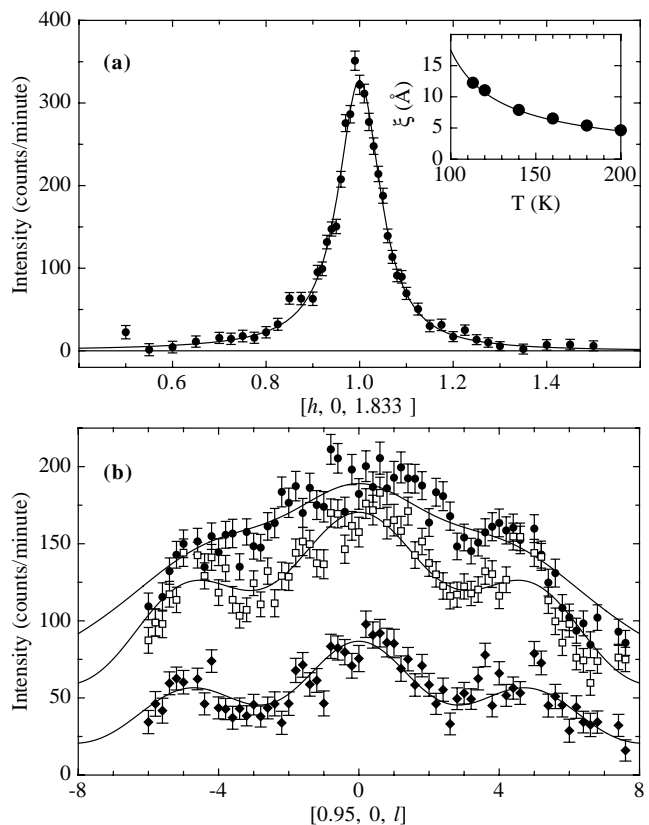 400
300
200
100
0
Intensity (counts/minute)
(a)
20
15
10
5
0
ξ (Å)
100 150 200
T (K)
0.6 0.8 1.0 1.2 1.4
[h, 0, 1.833 ]
200
150
100
50
0
Intensity (counts/minute)
(b)
-8 -4 0 4 8
[0.95, 0, l]